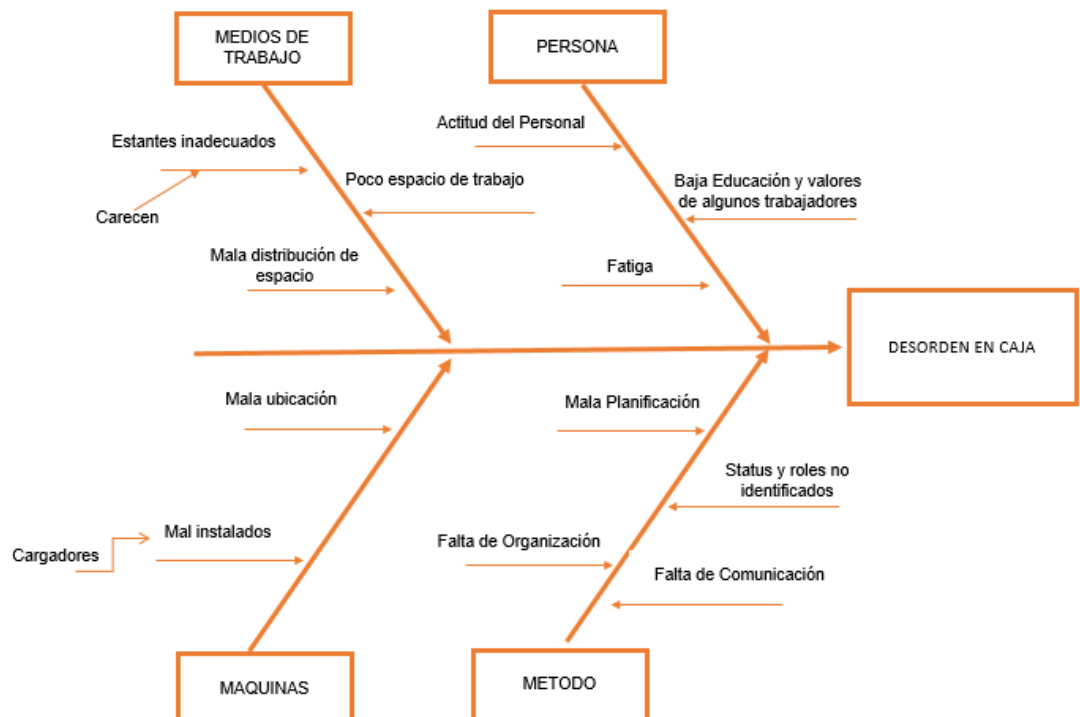 MEDIOS DE
TRABAJO
PERSONA
Estantes inadecuados
Carecen
Poco espacio de trabajo
Mala distribución de
espacio
Actitud del Personal
Baja Educación y valores
de algunos trabajadores
Fatiga
DESORDEN EN CAJA
Mala ubicación
Mal instalados
Cargadores
Mala Planificación
Status y roles no
identificados
Falta de Organización
Falta de Comunicación
MAQUINAS
METODO